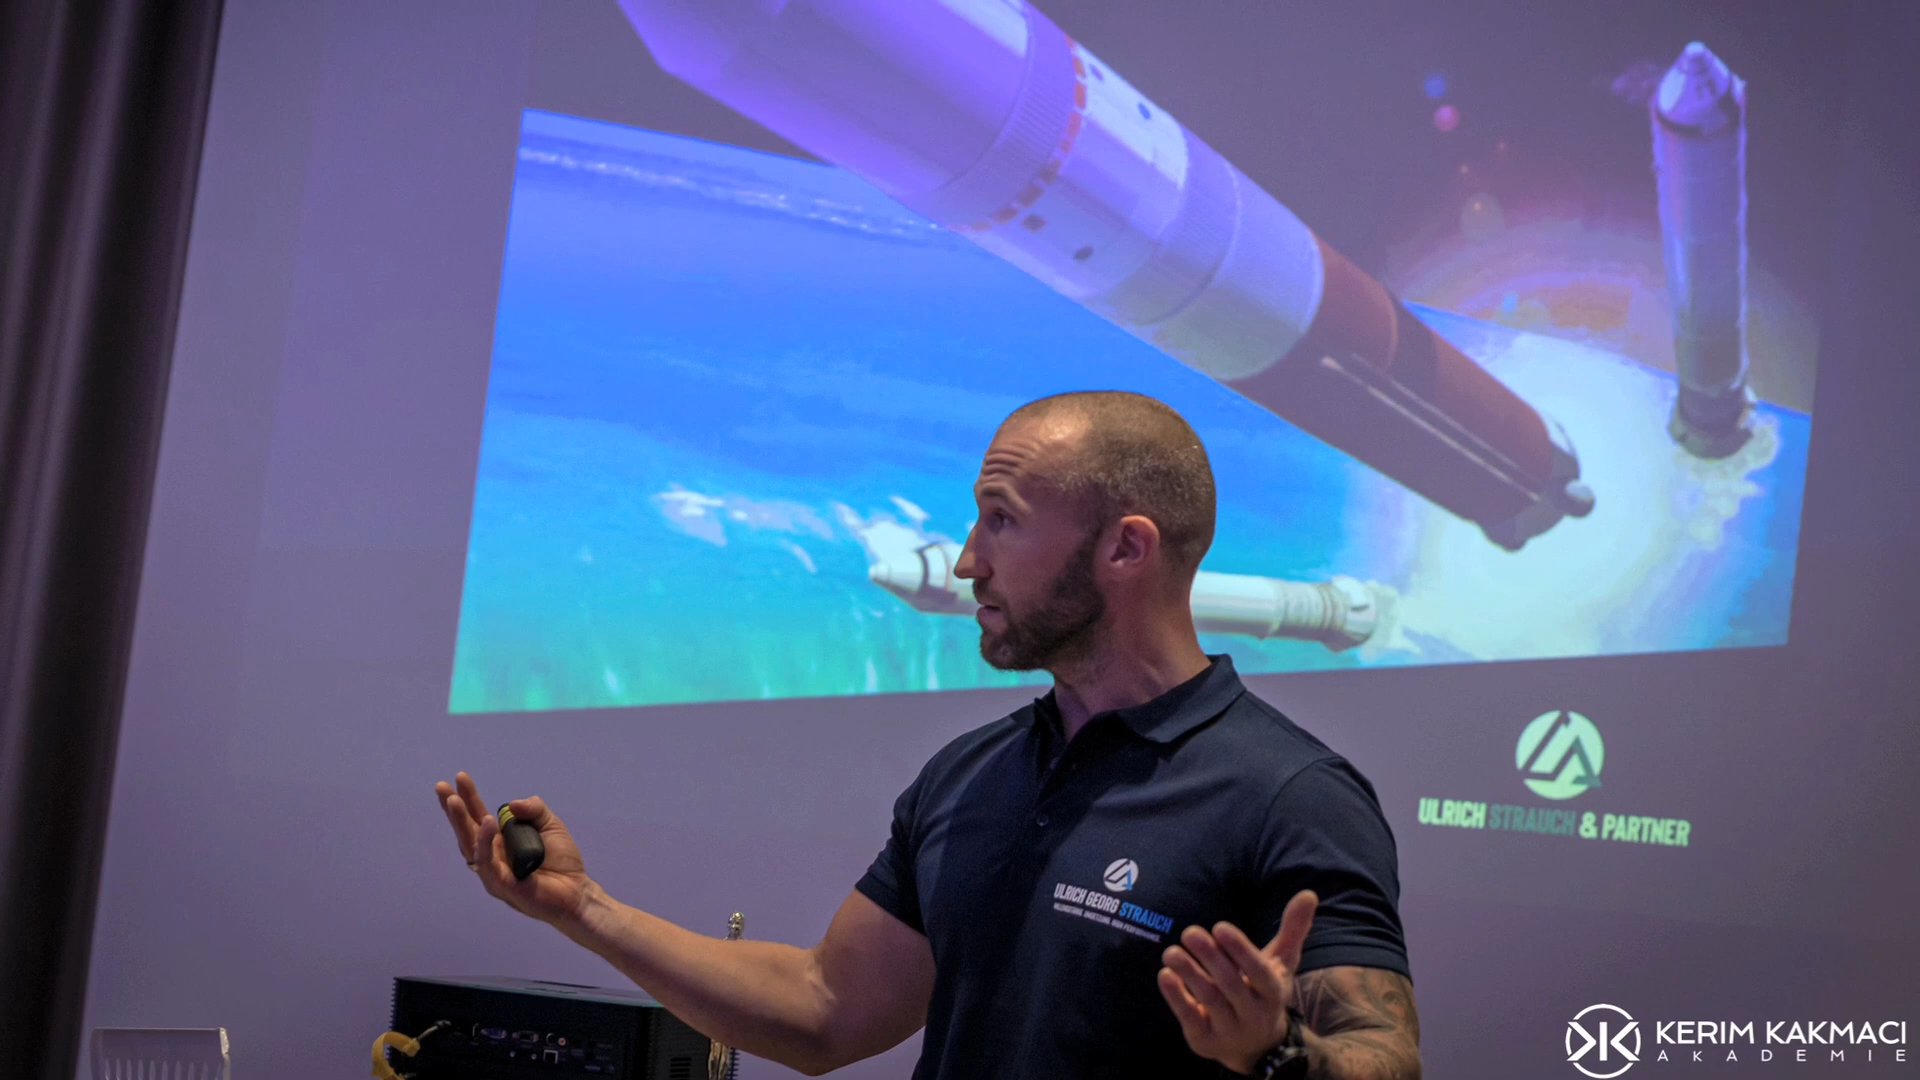 ULRICH STRAUCH & PARTNER
ULRICH GEORG STRAUCH
KERIM KAKMACI
AKADEMIE